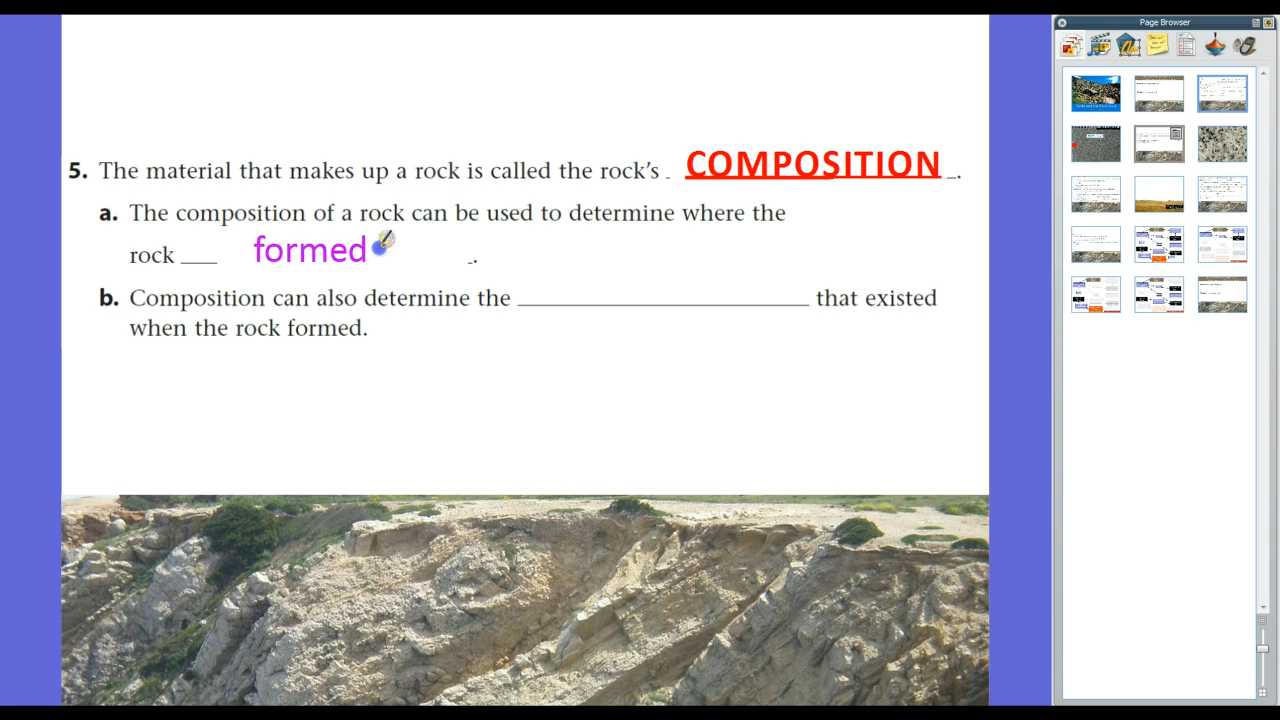 Page Browser
5. The material that makes up a rock is called the rock's _ COMPOSITION _.
a. The composition of a rock can be used to determine where the
rock ___ formed _.
b. Composition can also determine the ____________________ that existed
when the rock formed.